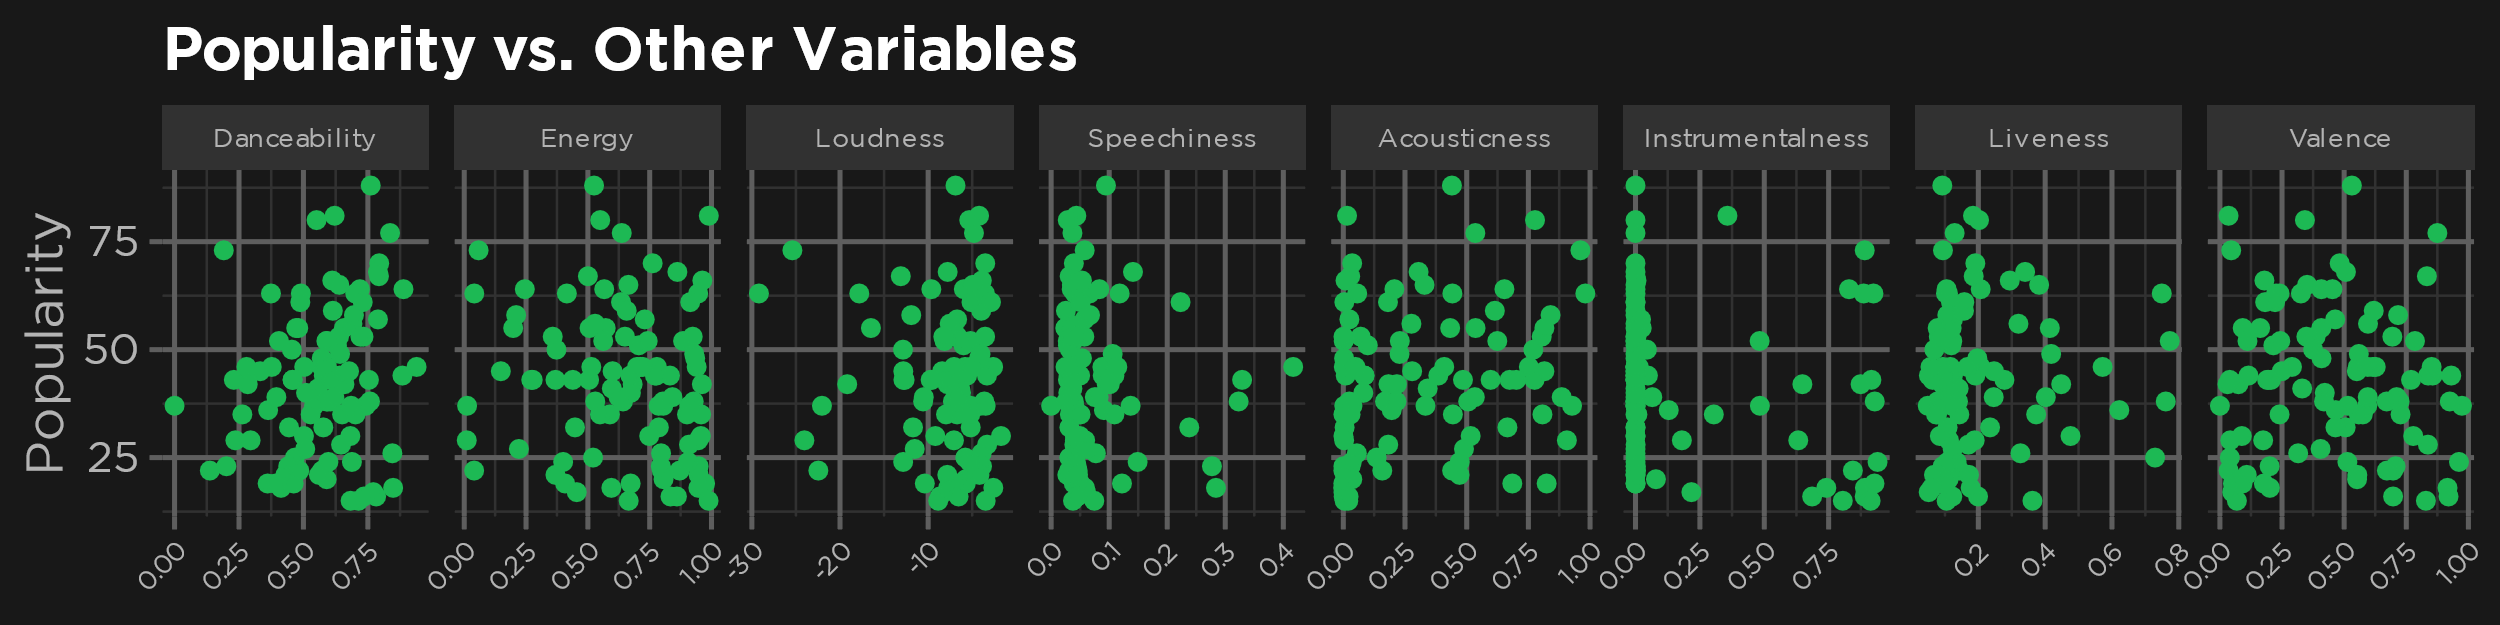 Popularity vs. Other Variables
Danceability Energy Loudness Speechiness Acousticness Instrumentalness Liveness Valence
Popularity
75
50
25
0.00 0.25 0.50 0.75 0.00 0.25 0.50 0.75 1.00 -30 -20 -10 0.0 0.1 0.2 0.3 0.4 0.00 0.25 0.50 0.75 1.00 0.00 0.25 0.50 0.75 0.2 0.4 0.6 0.8 0.00 0.25 0.50 0.75 1.00